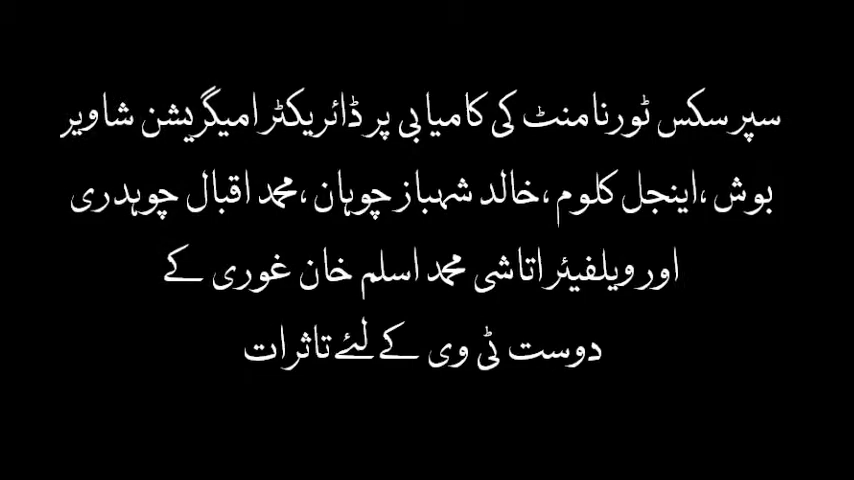 سپر سکس ٹورنامنٹ کی کامیابی پر ڈائریکٹر امیگریشن شاویر
بوش ،اینجل کلوم ،خالد شہباز چوہان ،محمد اقبال چوہدری
اور ویلفیئر اتاشی محمد اسلم خان غوری کے
دوست ٹی وی کے لئے تاثرات